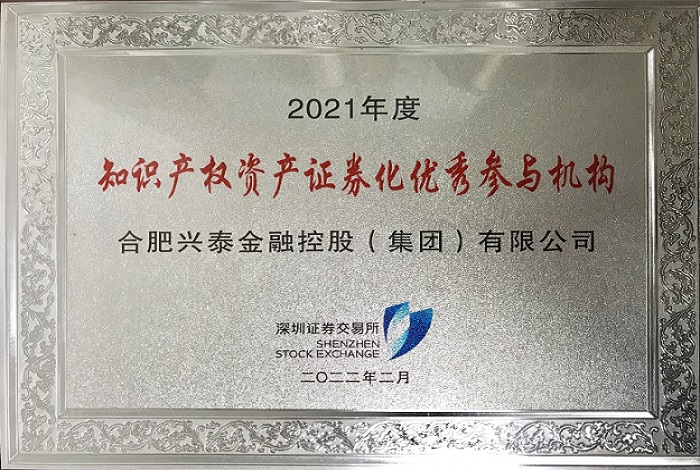 2021年度
知识产权资产证券化优秀参与机构
合肥兴泰金融控股（集团）有限公司
深圳证券交易所
SHENZHEN
STOCK EXCHANGE
二〇二二年二月